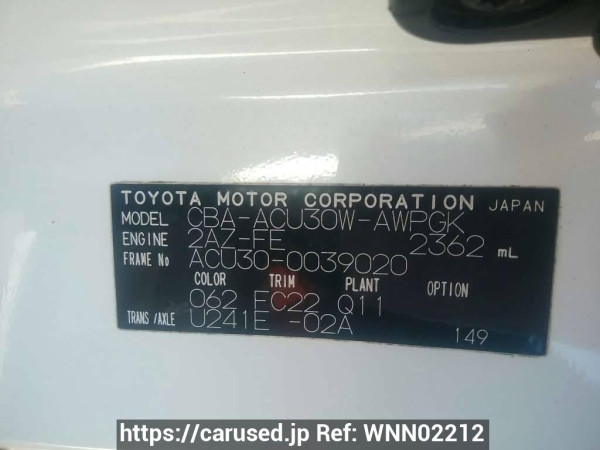 TOYOTA MOTOR CORPORATION JAPAN
MODEL CBA-ACU30W-AWPGK
ENGINE 2AZ-FE 2362 mL
FRAME No ACU30-0039020
COLOR TRIM PLANT OPTION
062 FC22 Q11
TRANS /AXLE U241E -02A
149
https://carused.jp Ref: WNN02212